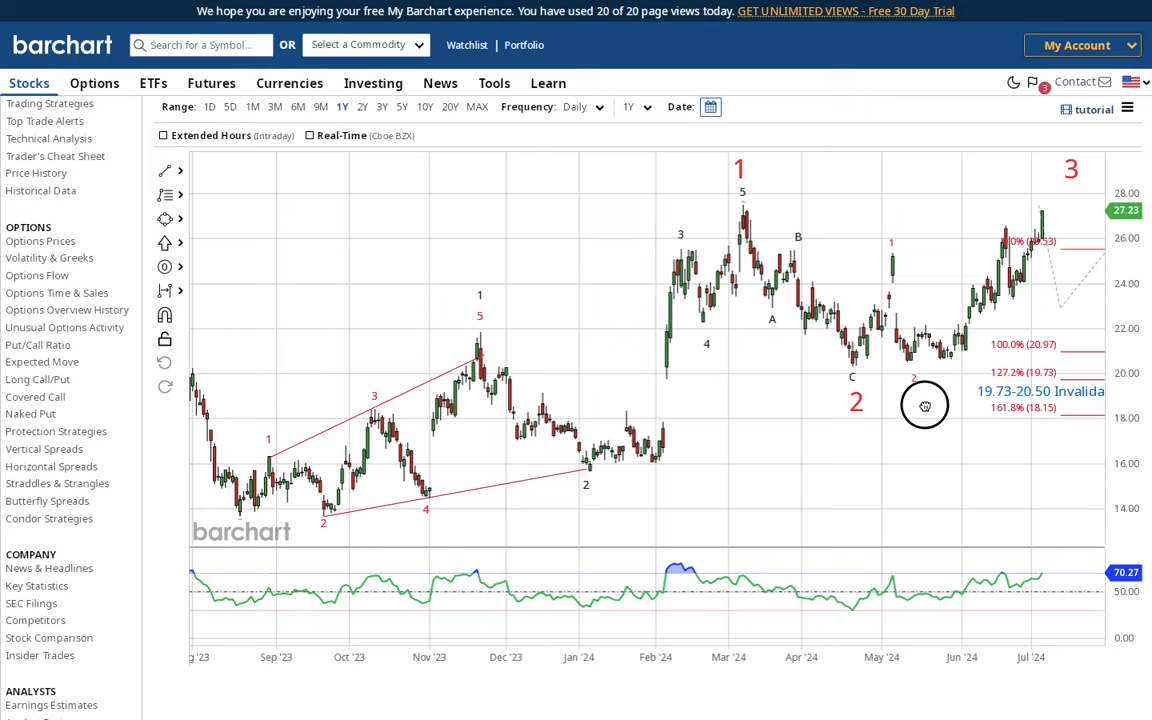 We hope you are enjoying your free My Barchart experience. You have used 20 of 20 page views today. GET UNLIMITED VIEWS - Free 30 Day Trial
barchart Search for a Symbol... OR Select a Commodity Watchlist | Portfolio My Account
Stocks Options ETFs Futures Currencies Investing News Tools Learn 3 Contact
Trading Strategies
Top Trade Alerts
Technical Analysis
Trader's Cheat Sheet
Price History
Historical Data
OPTIONS
Options Prices
Volatility & Greeks
Options Flow
Options Time & Sales
Options Overview History
Unusual Options Activity
Put/Call Ratio
Expected Move
Long Call/Put
Covered Call
Naked Put
Protection Strategies
Vertical Spreads
Horizontal Spreads
Straddles & Strangles
Butterfly Spreads
Condor Strategies
COMPANY
News & Headlines
Key Statistics
SEC Filings
Competitors
Stock Comparison
Insider Trades
ANALYSTS
Earnings Estimates
Range: 1D 5D 1M 3M 6M 9M 1Y 2Y 3Y 5Y 10Y 20Y MAX Frequency: Daily 1Y Date: tutorial
Extended Hours (Intraday) Real-Time (Cboe BZX)
1 3
5
28.00
27.23
3 B 1
26.00
24.00
1
5
A
22.00
4
100.0% (20.97)
C 2
127.2% (19.73)
20.00
19.73-20.50 Invalida
2
161.8% (18.15)
3
18.00
1
16.00
2
4
14.00
2
barchart
70.27
50.00
0.00
g '23 Sep '23 Oct '23 Nov '23 Dec '23 Jan '24 Feb '24 Mar '24 Apr '24 May '24 Jun '24 Jul '24